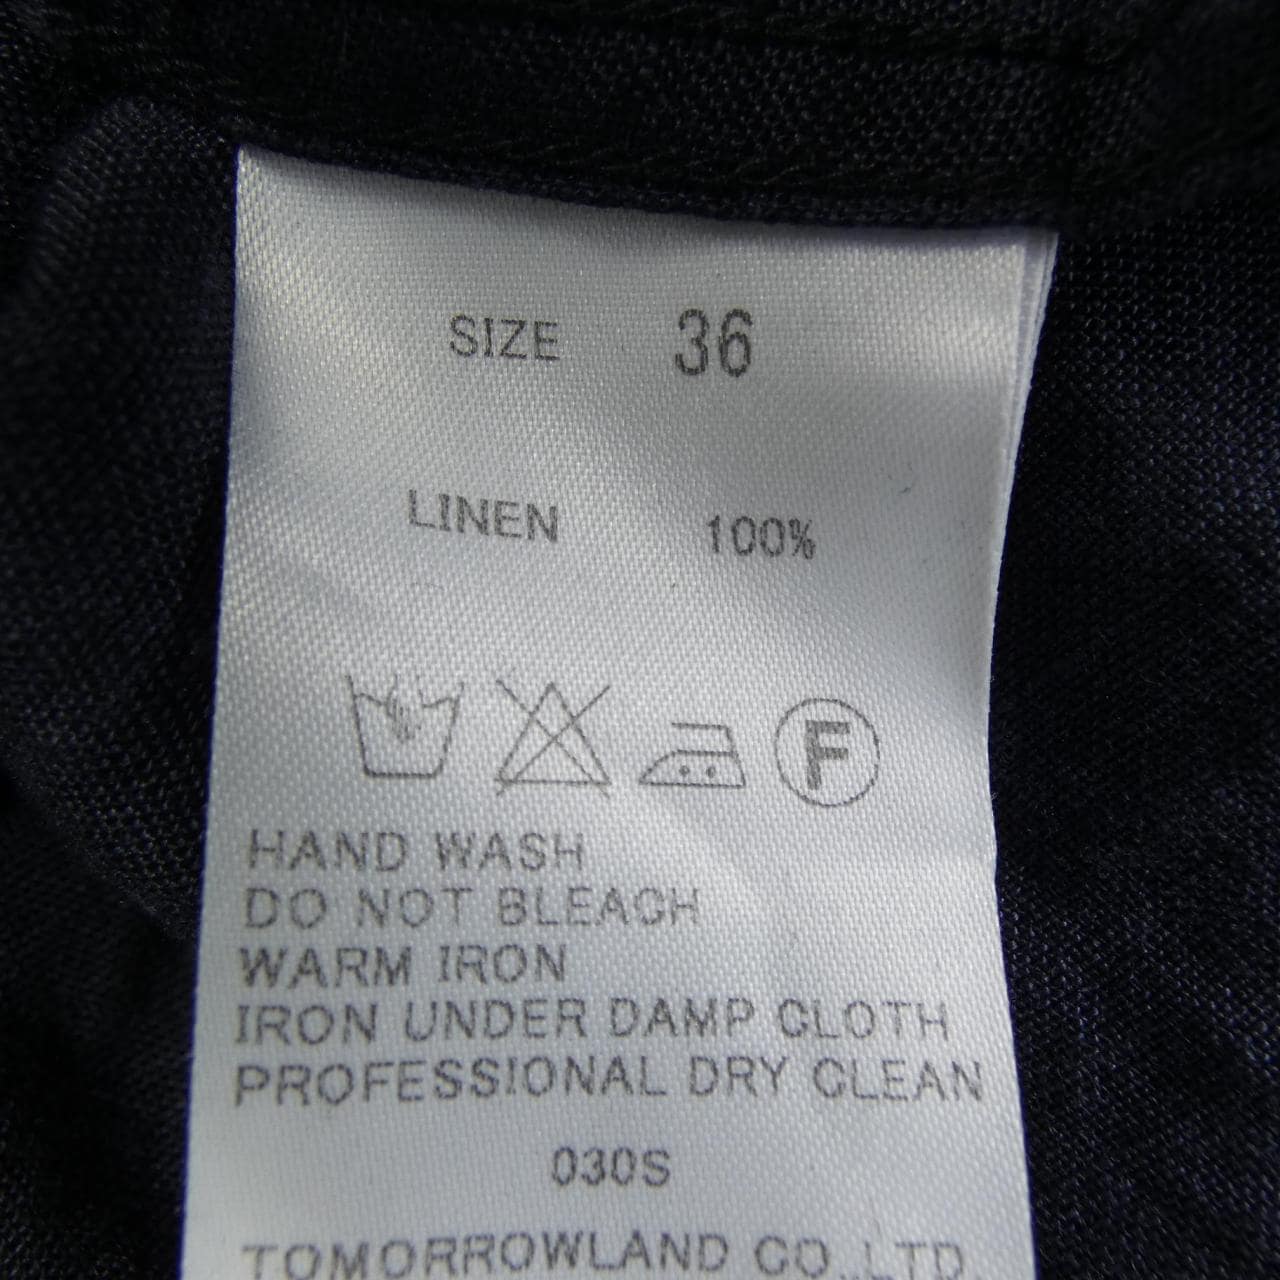 SIZE 36
LINEN 100%
F
HAND WASH
DO NOT BLEACH
WARM IRON
IRON UNDER DAMP CLOTH
PROFESSIONAL DRY CLEAN
030S
TOMORROWLAND CO.,LTD.